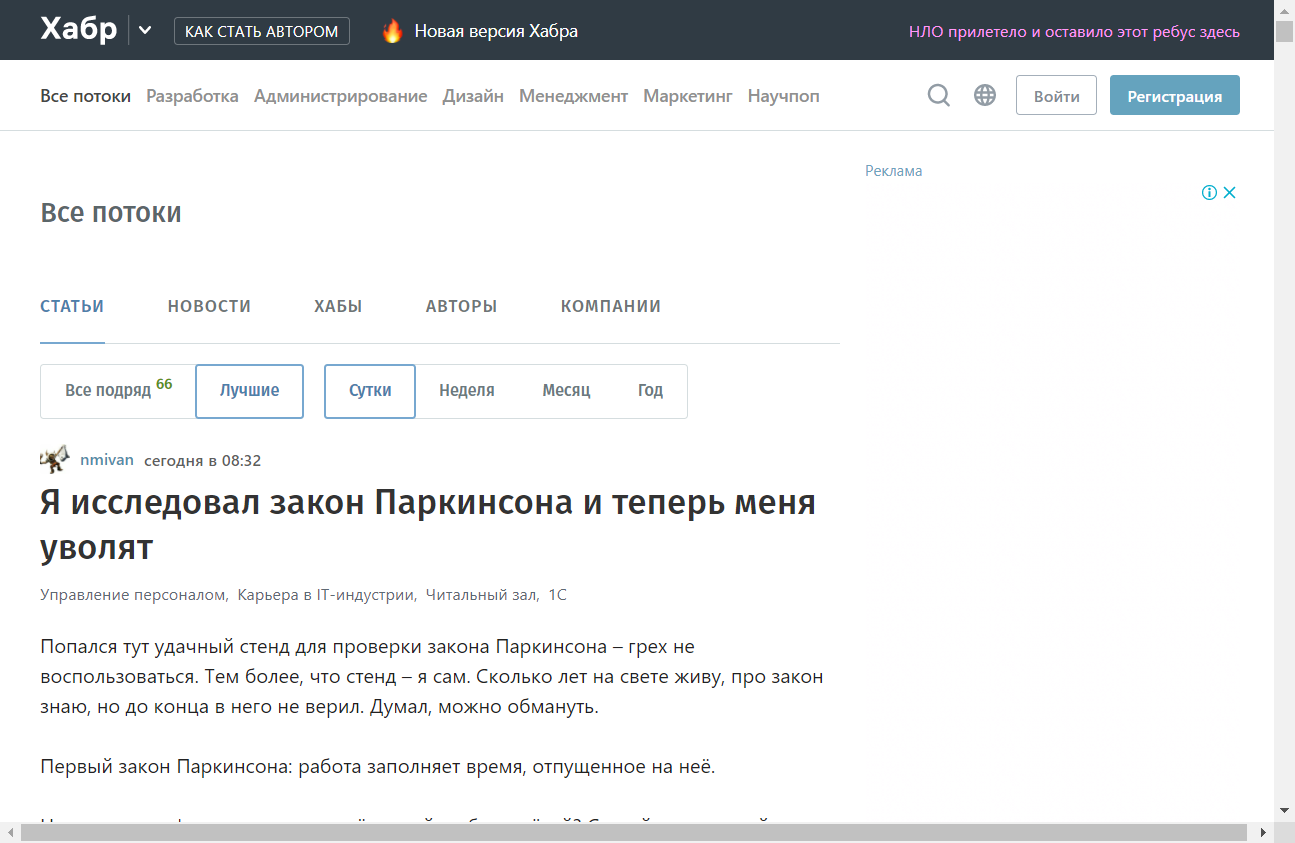 Хабр
КАК СТАТЬ АВТОРОМ
Новая версия Хабра
НЛО прилетело и оставило этот ребус здесь
Все потоки Разработка Администрирование Дизайн Менеджмент Маркетинг Научпоп
Войти
Регистрация
Реклама
Все потоки
СТАТЬИ НОВОСТИ ХАБЫ АВТОРЫ КОМПАНИИ
Все подряд 66 Лучшие Сутки Неделя Месяц Год
nmivan сегодня в 08:32
Я исследовал закон Паркинсона и теперь меня
уволят
Управление персоналом, Карьера в IT-индустрии, Читальный зал, 1С
Попался тут удачный стенд для проверки закона Паркинсона – грех не
воспользоваться. Тем более, что стенд – я сам. Сколько лет на свете живу, про закон
знаю, но до конца в него не верил. Думал, можно обмануть.
Первый закон Паркинсона: работа заполняет время, отпущенное на неё.